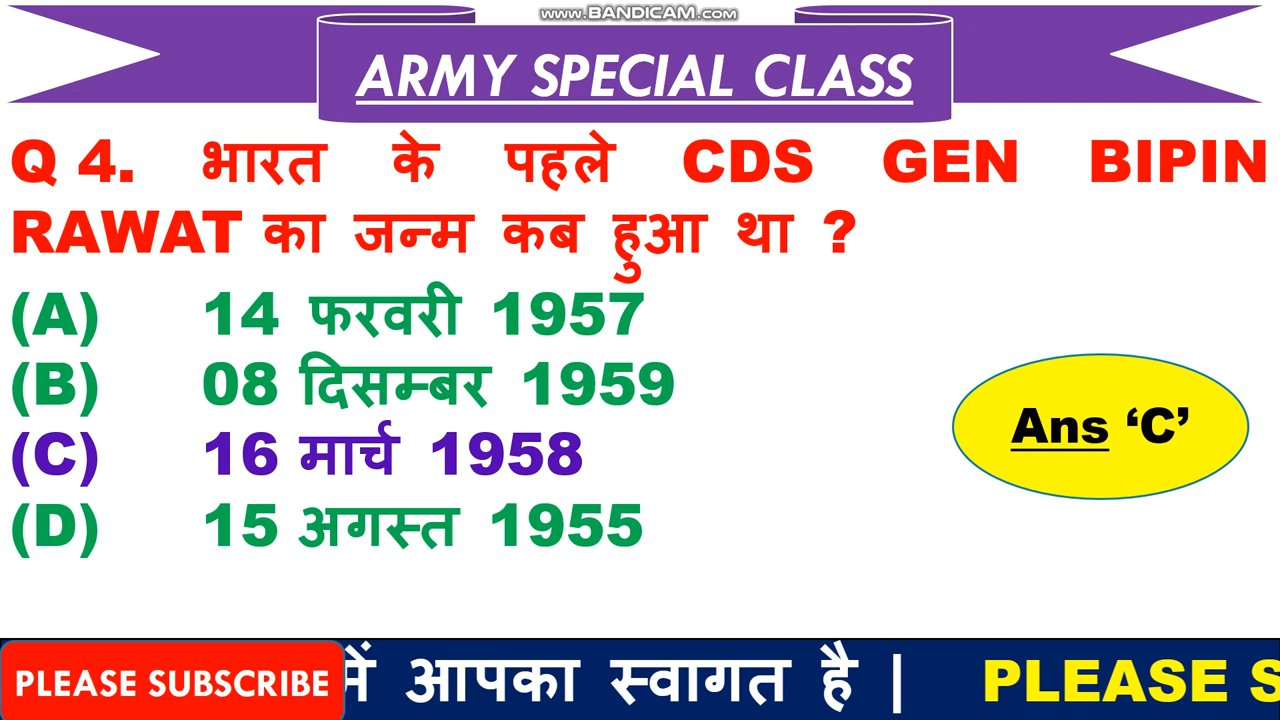 www.BANDICAM.com
ARMY SPECIAL CLASS
Q 4. भारत के पहले CDS GEN BIPIN
RAWAT का जन्म कब हुआ था ?
(A) 14 फरवरी 1957
(B) 08 दिसम्बर 1959
(C) 16 मार्च 1958
(D) 15 अगस्त 1955
Ans ‘C’
PLEASE SUBSCRIBE
में आपका स्वागत है | PLEASE S